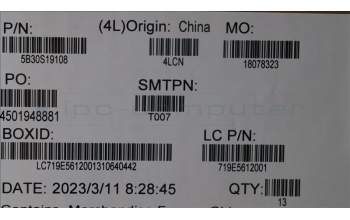 P/N: (4L)Origin: China MO:
5B30S19108 4LCN 18078323
PO: SMTPN:
4501948881 T007
BOXID: LC P/N:
LC719E5612001310640442 719E5612001
DATE: 2023/3/11 8:28:45 QTY:
13